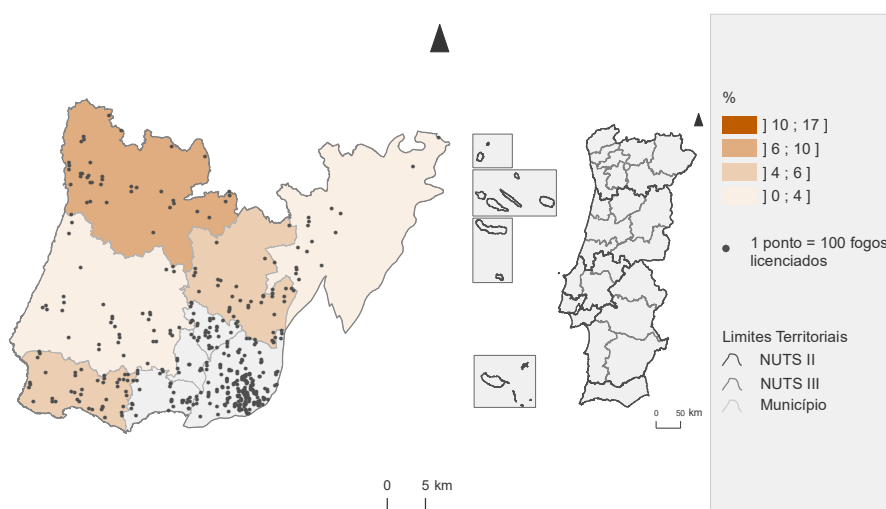 %
] 10 ; 17 ]
] 6 ; 10 ]
] 4 ; 6 ]
] 0 ; 4 ]
1 ponto = 100 fogos
licenciados
Limites Territoriais
NUTS II
NUTS III
Município
0 50 km
0 5 km